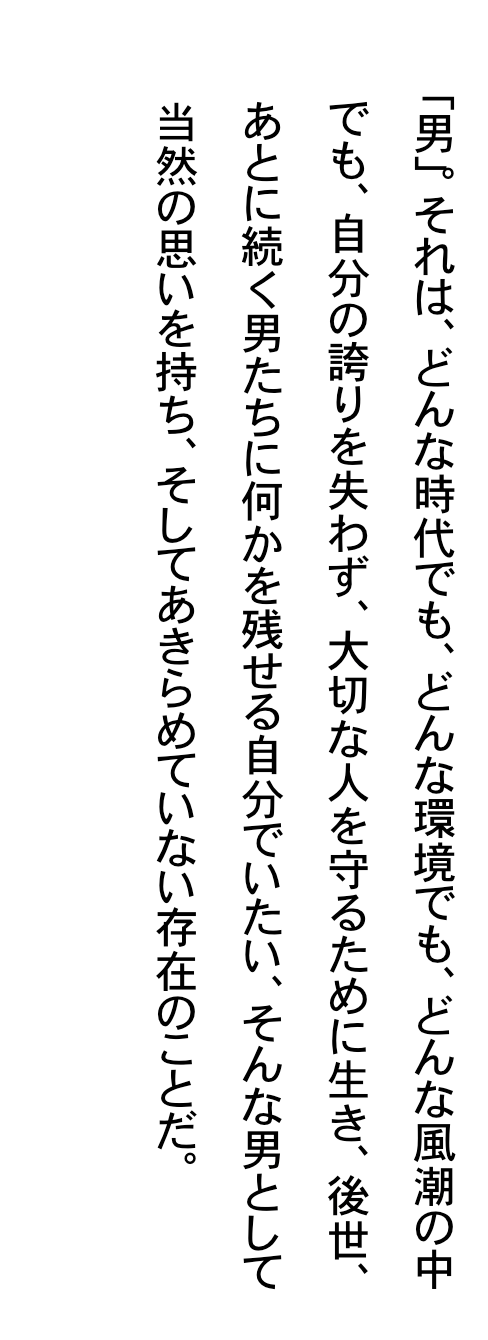 「男」。それは、どんな時代でも、どんな環境でも、どんな風潮の中
でも、自分の誇りを失わず、大切な人を守るために生き、後世、
あとに続く男たちに何かを残せる自分でいたい、そんな男として
当然の思いを持ち、そしてあきらめていない存在のことだ。